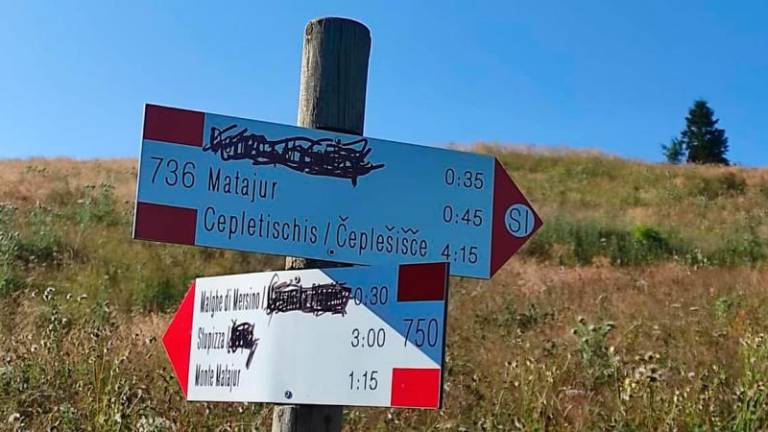 0:35
736 Matajur 0:45 SI
Cepletischis / Čeplešišče 4:15
Malghe di Mersino / 0:30
Stupizza / 3:00 750
Monte Matajur 1:15